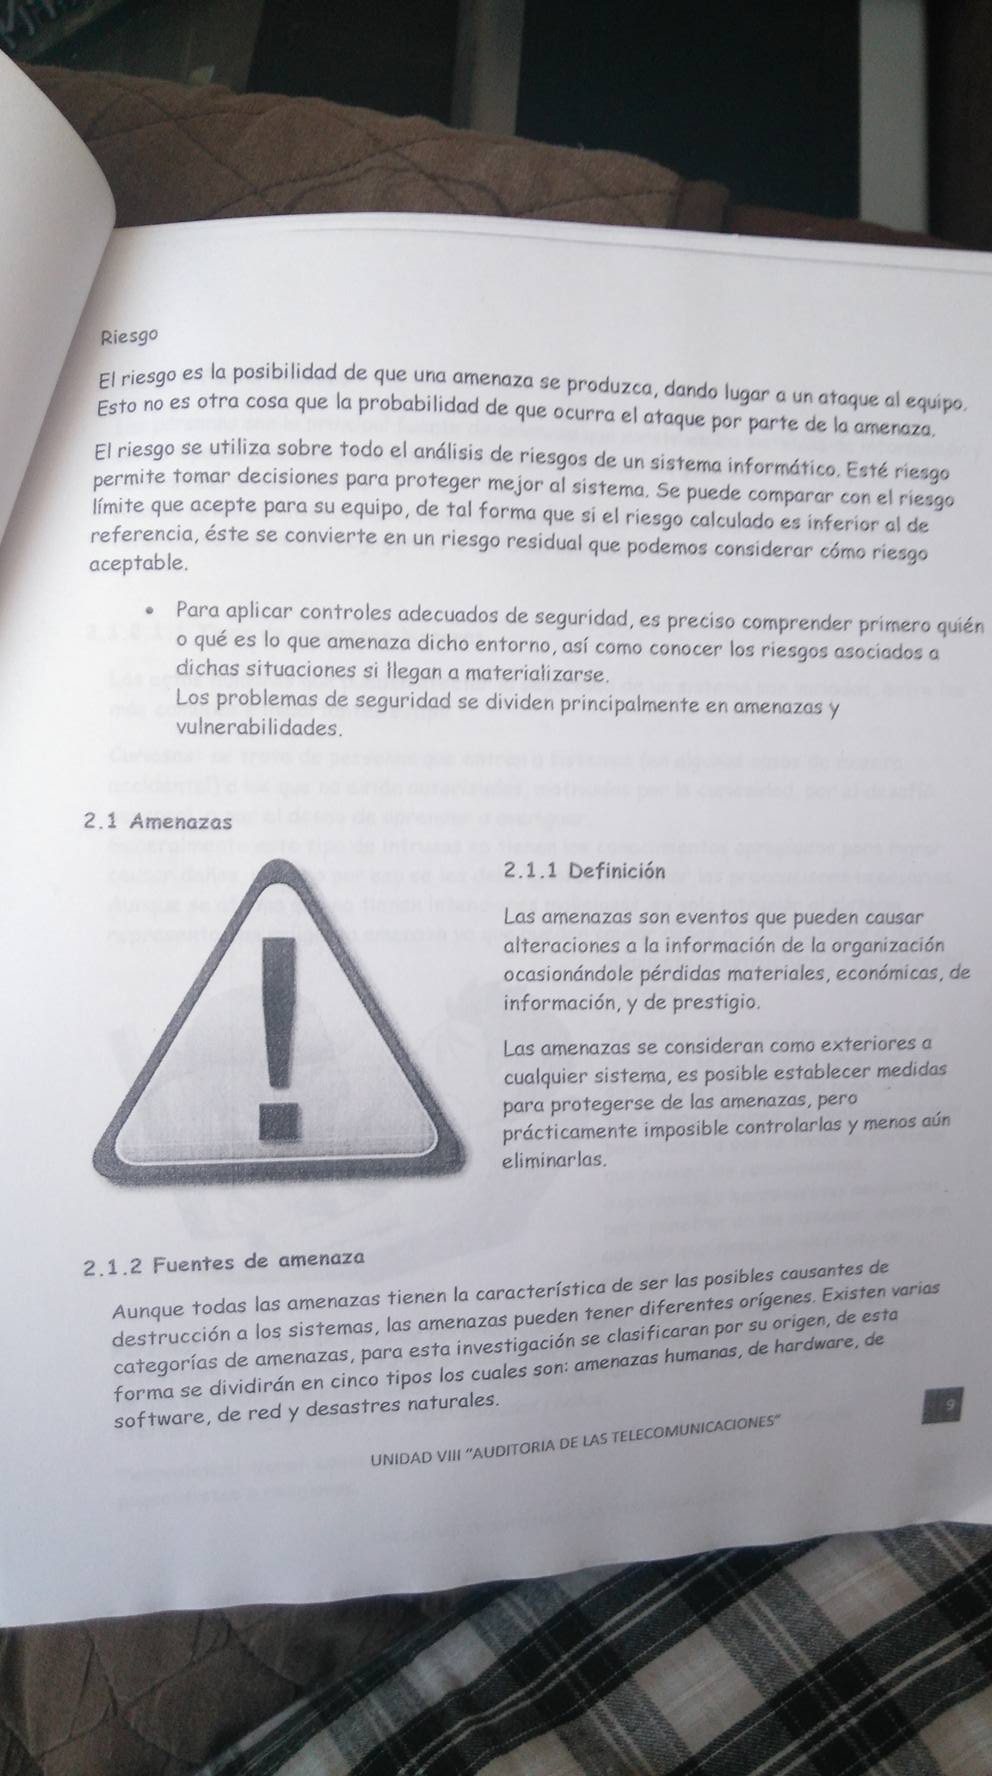 Riesgo
El riesgo es la posibilidad de que una amenaza se produzca, dando lugar a un ataque al equipo.
Esto no es otra cosa que la probabilidad de que ocurra el ataque por parte de la amenaza.
El riesgo se utiliza sobre todo el análisis de riesgos de un sistema informático. Esté riesgo
permite tomar decisiones para proteger mejor al sistema. Se puede comparar con el riesgo
límite que acepte para su equipo, de tal forma que si el riesgo calculado es inferior al de
referencia, éste se convierte en un riesgo residual que podemos considerar cómo riesgo
aceptable.
• Para aplicar controles adecuados de seguridad, es preciso comprender primero quién
o qué es lo que amenaza dicho entorno, así como conocer los riesgos asociados a
dichas situaciones si llegan a materializarse.
Los problemas de seguridad se dividen principalmente en amenazas y
vulnerabilidades.
2.1 Amenazas
2.1.1 Definición
Las amenazas son eventos que pueden causar
alteraciones a la información de la organización
ocasionándole pérdidas materiales, económicas, de
información, y de prestigio.
Las amenazas se consideran como exteriores a
cualquier sistema, es posible establecer medidas
para protegerse de las amenazas, pero
prácticamente imposible controlarlas y menos aún
eliminarlas.
2.1.2 Fuentes de amenaza
Aunque todas las amenazas tienen la característica de ser las posibles causantes de
destrucción a los sistemas, las amenazas pueden tener diferentes orígenes. Existen varias
categorías de amenazas, para esta investigación se clasificaran por su origen, de esta
forma se dividirán en cinco tipos los cuales son: amenazas humanas, de hardware, de
software, de red y desastres naturales.
9
UNIDAD VIII "AUDITORIA DE LAS TELECOMUNICACIONES"